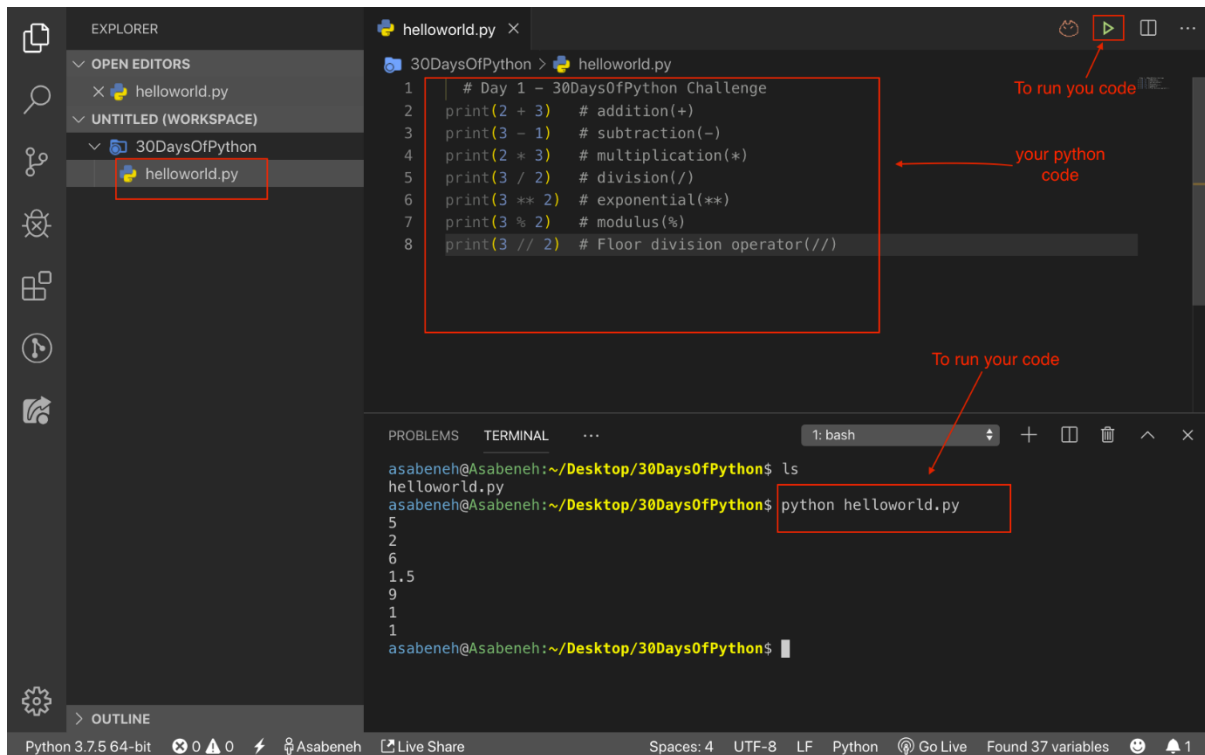 EXPLORER
OPEN EDITORS
helloworld.py
UNTITLED (WORKSPACE)
30DaysOfPython
helloworld.py
OUTLINE
helloworld.py
30DaysOfPython > helloworld.py
To run you code
1 # Day 1 - 30DaysOfPython Challenge
2 print(2 + 3) # addition(+)
3 print(3 - 1) # subtraction(-)
4 print(2 * 3) # multiplication(*)
5 print(3 / 2) # division(/)
6 print(3 ** 2) # exponential(**)
7 print(3 % 2) # modulus(%)
8 print(3 // 2) # Floor division operator(//)
your python
code
To run your code
PROBLEMS TERMINAL ... 1: bash
asabeneh@Asabeneh:~/Desktop/30DaysOfPython$ ls
helloworld.py
asabeneh@Asabeneh:~/Desktop/30DaysOfPython$ python helloworld.py
5
2
6
1.5
9
1
1
asabeneh@Asabeneh:~/Desktop/30DaysOfPython$
Python 3.7.5 64-bit 0 0 Asabeneh Live Share Spaces: 4 UTF-8 LF Python Go Live Found 37 variables 1